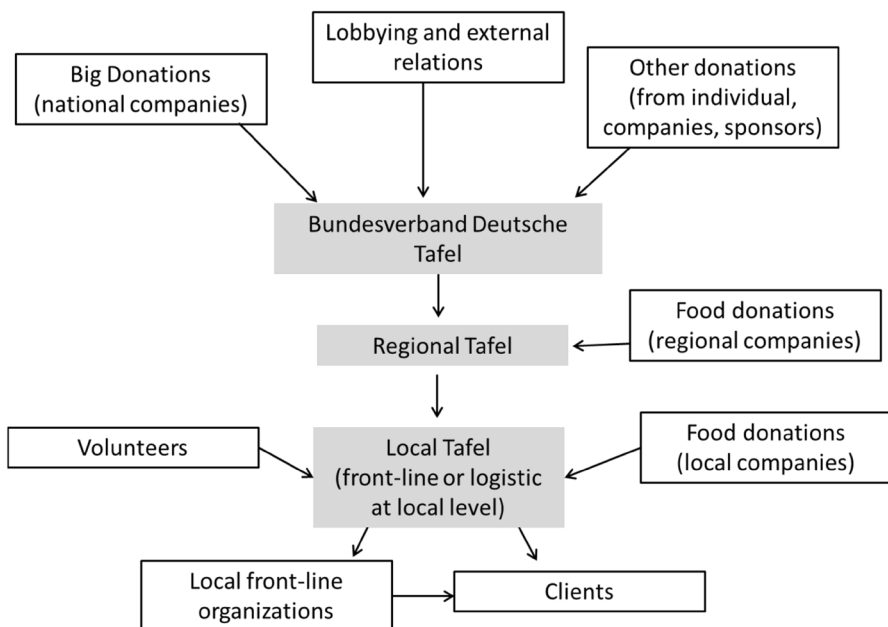 Lobbying and external
relations
Big Donations
(national companies)
Other donations
(from individual,
companies, sponsors)
Bundesverband Deutsche
Tafel
Food donations
(regional companies)
Regional Tafel
Volunteers
Local Tafel
(front-line or logistic
at local level)
Food donations
(local companies)
Local front-line
organizations
Clients